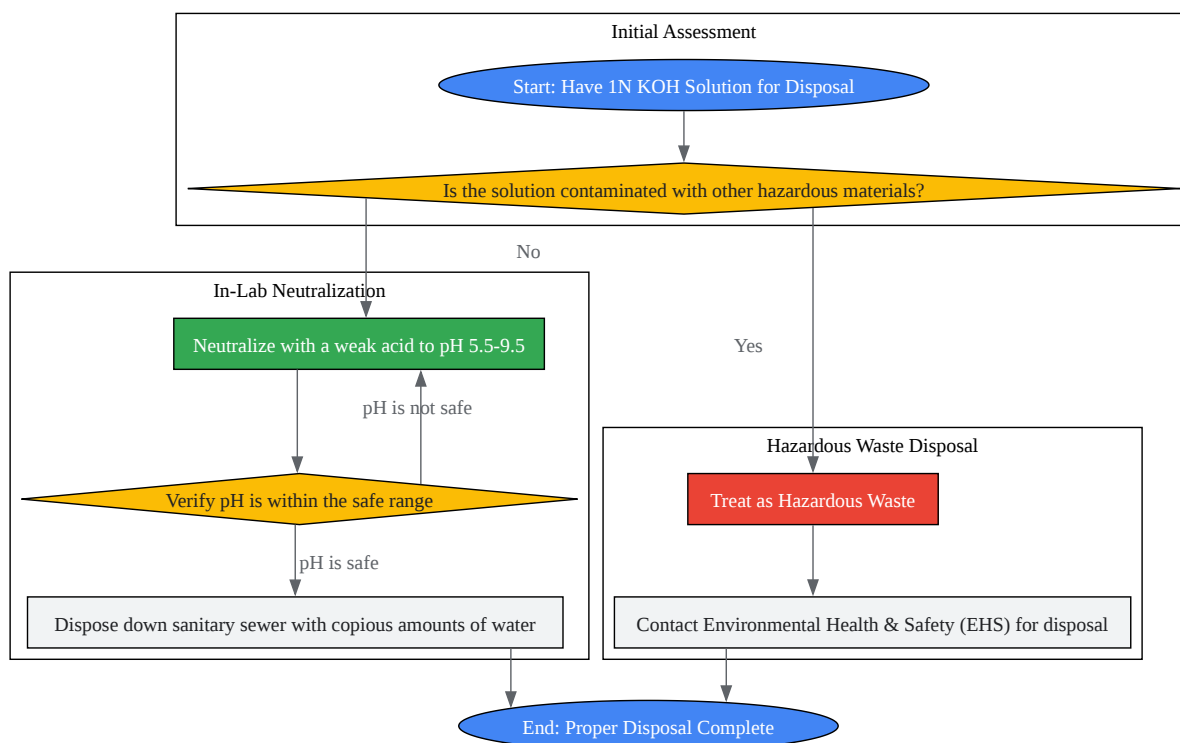 Initial Assessment
Start: Have 1N KOH Solution for Disposal
Is the solution contaminated with other hazardous materials?
No
In-Lab Neutralization
Neutralize with a weak acid to pH 5.5-9.5
Yes
pH is not safe
Hazardous Waste Disposal
Verify pH is within the safe range
Treat as Hazardous Waste
pH is safe
Dispose down sanitary sewer with copious amounts of water
Contact Environmental Health & Safety (EHS) for disposal
End: Proper Disposal Complete